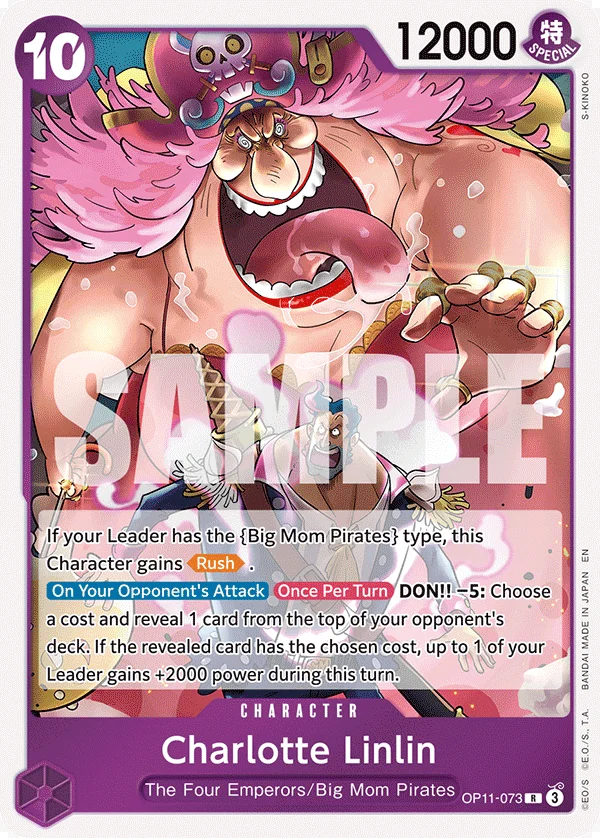 10
12000
特
SPECIAL
S-KINOKO
SAMPLE
If your Leader has the {Big Mom Pirates} type, this
Character gains Rush .
On Your Opponent's Attack Once Per Turn DON!! −5: Choose
a cost and reveal 1 card from the top of your opponent's
deck. If the revealed card has the chosen cost, up to 1 of your
Leader gains +2000 power during this turn.
CHARACTER
Charlotte Linlin
The Four Emperors/Big Mom Pirates
OP11-073 R 3
©EO/S ©E.O./S., T.A. BANDAI MADE IN JAPAN EN